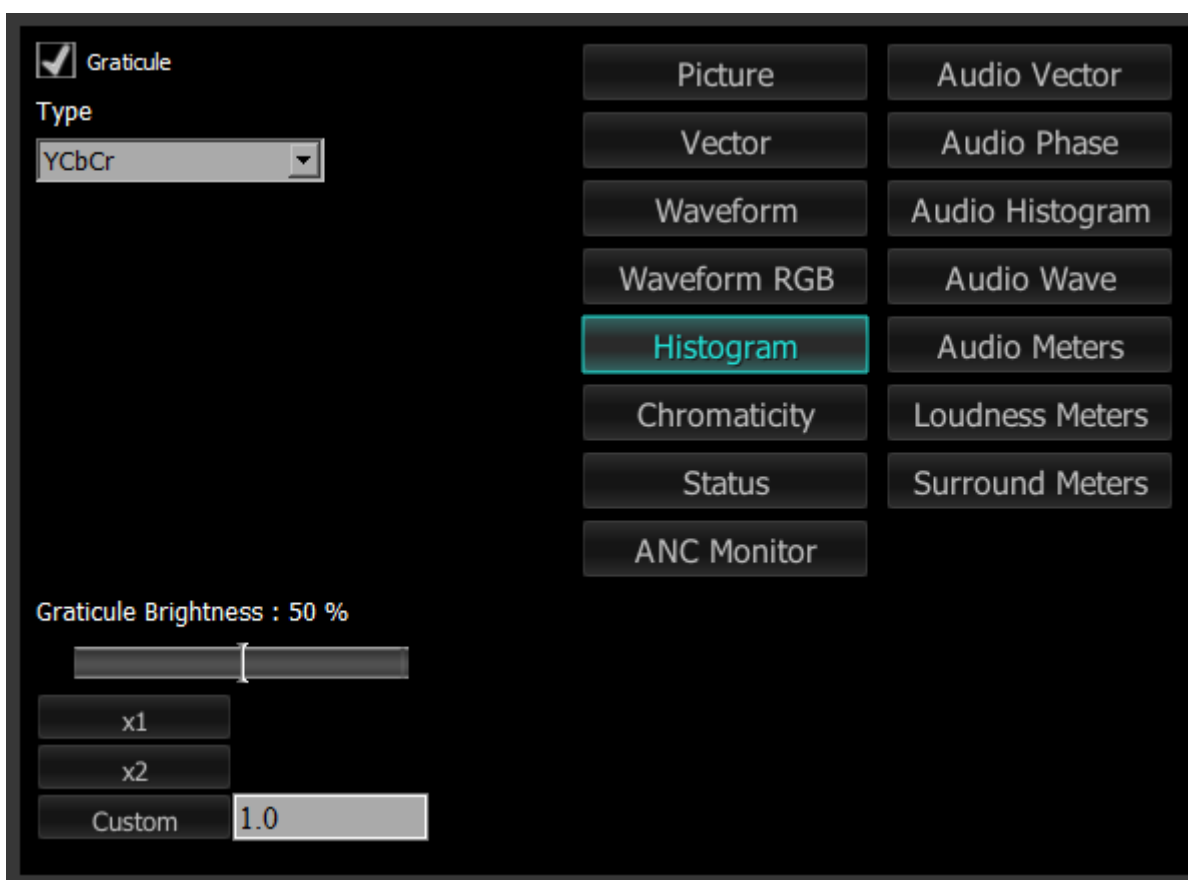 Graticule
Type
YCbCr
Picture
Audio Vector
Vector
Audio Phase
Waveform
Audio Histogram
Waveform RGB
Audio Wave
Histogram
Audio Meters
Chromaticity
Loudness Meters
Status
Surround Meters
ANC Monitor
Graticule Brightness : 50 %
x1
x2
Custom
1.0